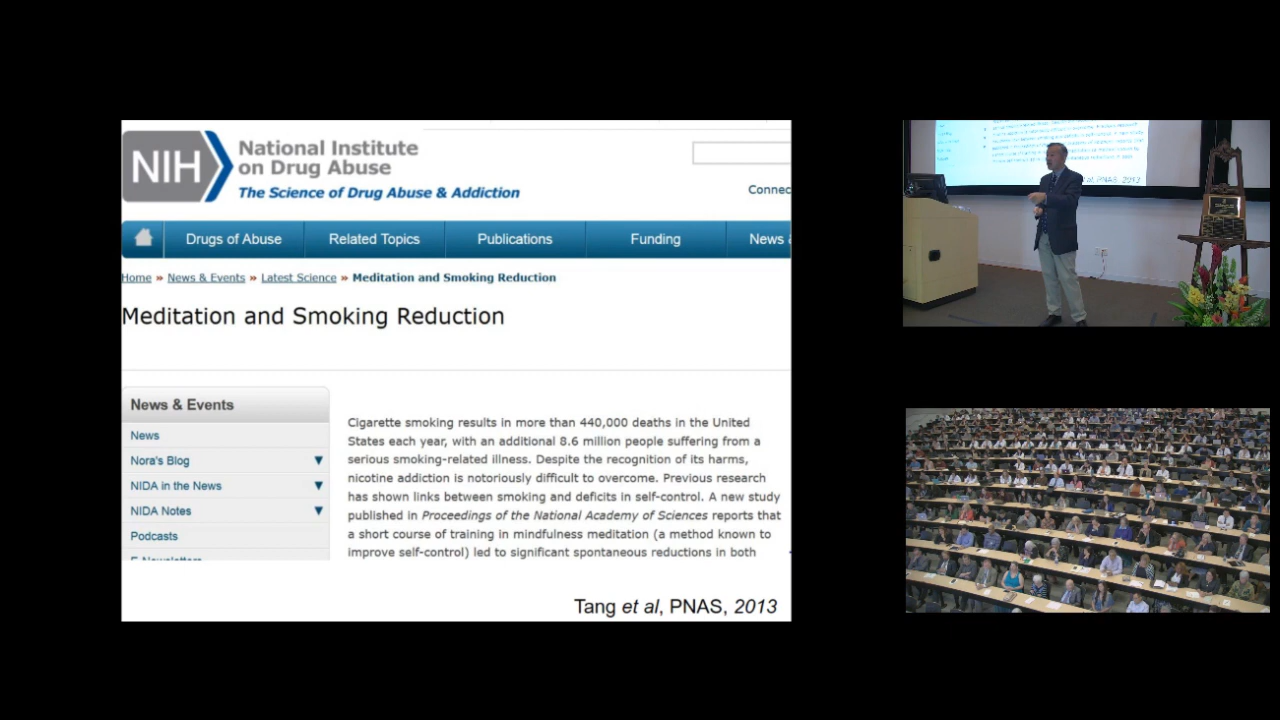 NIH
National Institute
on Drug Abuse
The Science of Drug Abuse & Addiction
Connec
Drugs of Abuse
Related Topics
Publications
Funding
News &
Home » News & Events » Latest Science » Meditation and Smoking Reduction
Meditation and Smoking Reduction
News & Events
News
Nora's Blog
NIDA in the News
NIDA Notes
Podcasts
E-Newsletters
Cigarette smoking results in more than 440,000 deaths in the United
States each year, with an additional 8.6 million people suffering from a
serious smoking-related illness. Despite the recognition of its harms,
nicotine addiction is notoriously difficult to overcome. Previous research
has shown links between smoking and deficits in self-control. A new study
published in Proceedings of the National Academy of Sciences reports that
a short course of training in mindfulness meditation (a method known to
improve self-control) led to significant spontaneous reductions in both
Tang et al, PNAS, 2013
al, PNAS, 2013